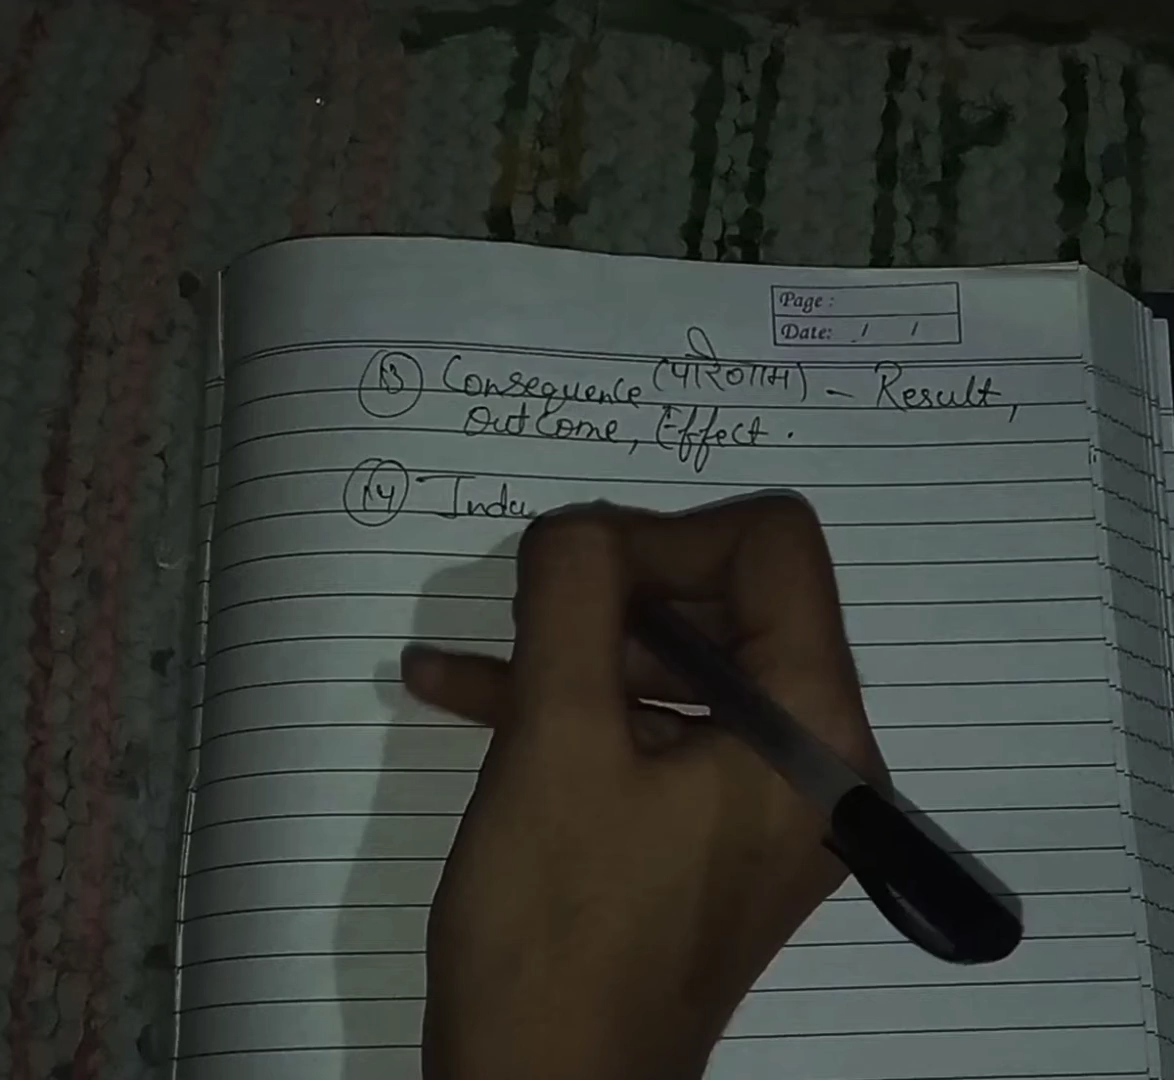 Page :
Date: / /
13 Consequence (परिणाम) - Result,
Outcome, Effect.
14 Indu